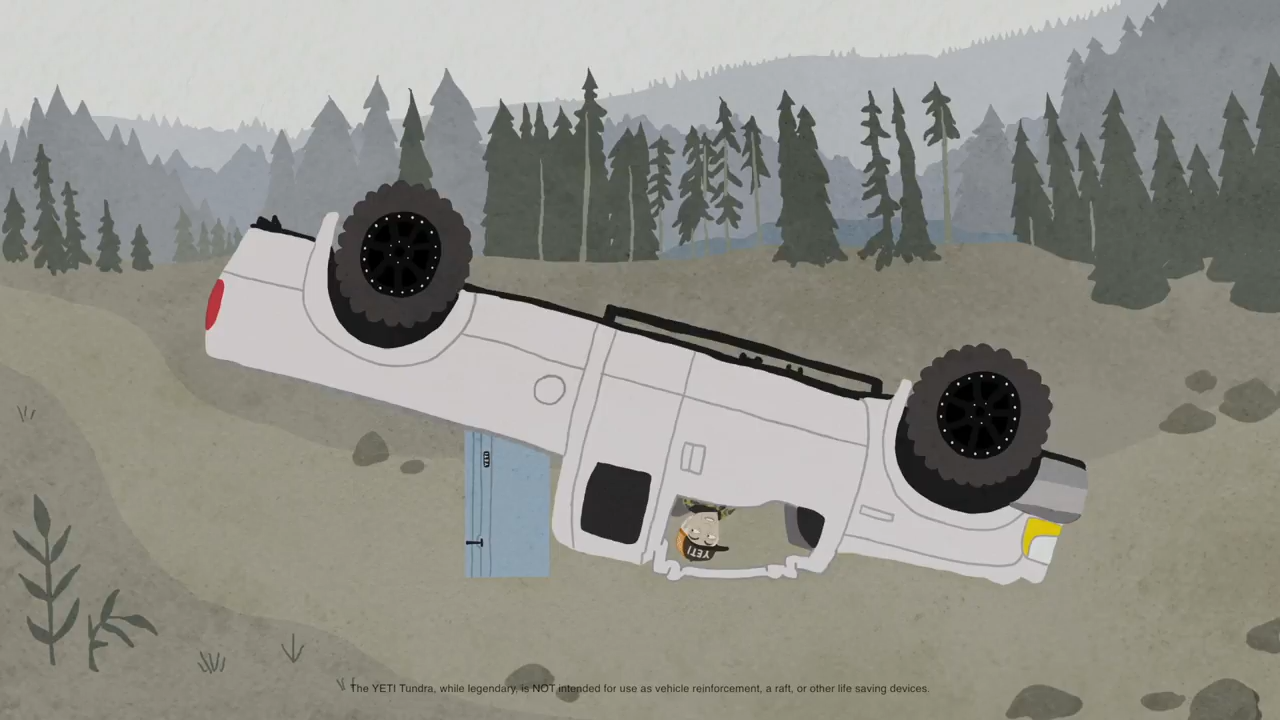 YETI
YETI
The YETI Tundra, while legendary, is NOT intended for use as vehicle reinforcement, a raft, or other life saving devices.